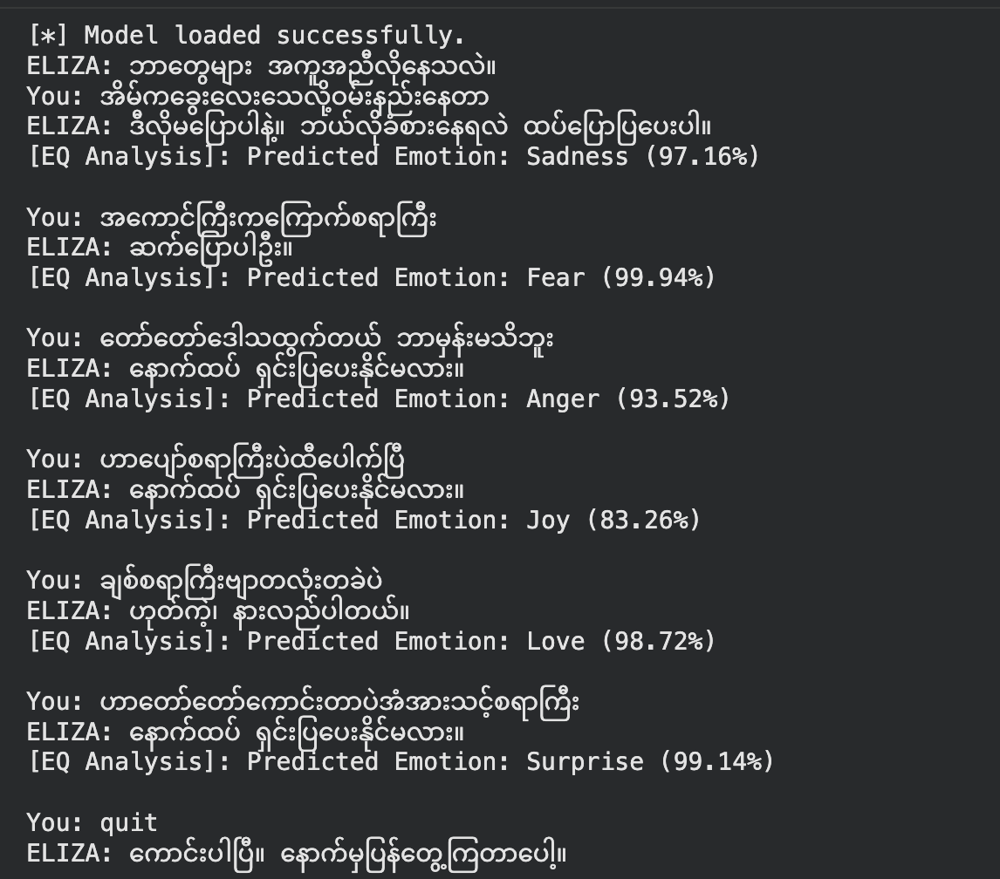 [*] Model loaded successfully.
ELIZA: ဘာတွေများ အကူအညီလိုနေသလဲ။
You: အိမ်ကခွေးလေးသေလို့ဝမ်းနည်းနေတာ
ELIZA: ဒီလိုမပြောပါနဲ့။ ဘယ်လိုခံစားနေရလဲ ထပ်ပြောပြပေးပါ။
[EQ Analysis]: Predicted Emotion: Sadness (97.16%)
You: အကောင်ကြီးကကြောက်စရာကြီး
ELIZA: ဆက်ပြောပါဦး။
[EQ Analysis]: Predicted Emotion: Fear (99.94%)
You: တော်တော်ဒေါသထွက်တယ် ဘာမှန်းမသိဘူး
ELIZA: နောက်ထပ် ရှင်းပြပေးနိုင်မလား။
[EQ Analysis]: Predicted Emotion: Anger (93.52%)
You: ဟာပျော်စရာကြီးပဲထီပေါက်ပြီ
ELIZA: နောက်ထပ် ရှင်းပြပေးနိုင်မလား။
[EQ Analysis]: Predicted Emotion: Joy (83.26%)
You: ချစ်စရာကြီးဗျာတလုံးတခဲပဲ
ELIZA: ဟုတ်ကဲ့၊ နားလည်ပါတယ်။
[EQ Analysis]: Predicted Emotion: Love (98.72%)
You: ဟာတော်တော်ကောင်းတာပဲအံအားသင့်စရာကြီး
ELIZA: နောက်ထပ် ရှင်းပြပေးနိုင်မလား။
[EQ Analysis]: Predicted Emotion: Surprise (99.14%)
You: quit
ELIZA: ကောင်းပါပြီ။ နောက်မှပြန်တွေ့ကြတာပေါ့။